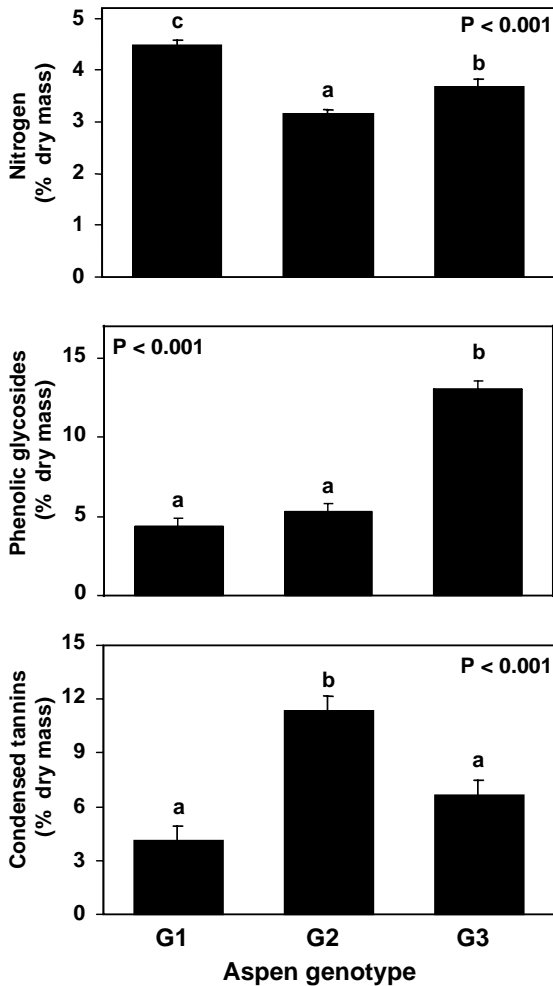 5
4
3
2
1
0
Nitrogen
(% dry mass)
c
a
b
P < 0.001
15
10
5
0
Phenolic glycosides
(% dry mass)
P < 0.001
a
a
b
15
12
9
6
3
0
Condensed tannins
(% dry mass)
a
b
a
P < 0.001
G1 G2 G3
Aspen genotype